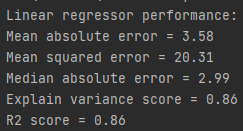 Linear regressor performance:
Mean absolute error = 3.58
Mean squared error = 20.31
Median absolute error = 2.99
Explain variance score = 0.86
R2 score = 0.86